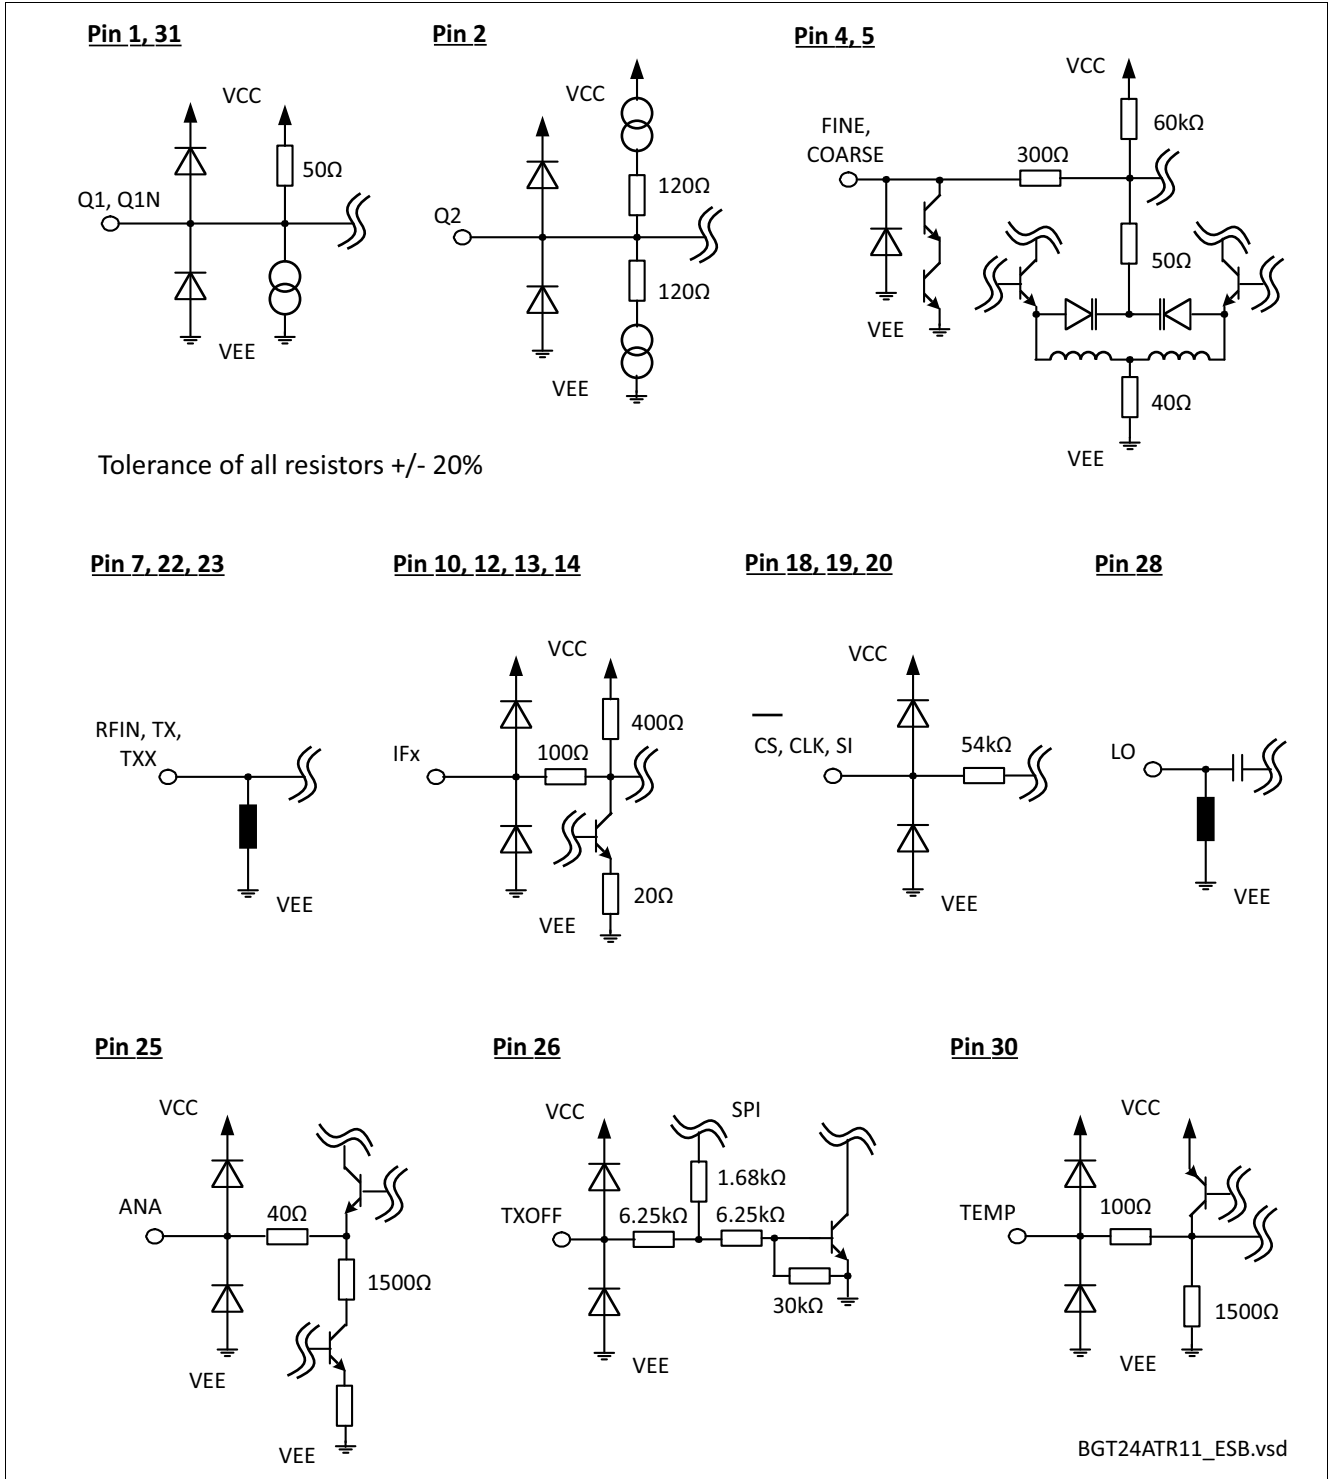 Pin 1, 31
VCC
50Ω
Q1, Q1N
VEE
Pin 2
VCC
120Ω
Q2
120Ω
VEE
Pin 4, 5
VCC
FINE,
COARSE
60kΩ
300Ω
50Ω
VEE
40Ω
VEE
Tolerance of all resistors +/- 20%
Pin 7, 22, 23
RFIN, TX,
TXX
VEE
Pin 10, 12, 13, 14
VCC
400Ω
IFx
100Ω
20Ω
VEE
Pin 18, 19, 20
VCC
CS, CLK, SI
54kΩ
VEE
Pin 28
LO
VEE
Pin 25
VCC
ANA
40Ω
1500Ω
VEE
VEE
Pin 26
VCC
SPI
1.68kΩ
TXOFF
6.25kΩ
6.25kΩ
30kΩ
VEE
Pin 30
VCC
TEMP
100Ω
1500Ω
VEE
BGT24ATR11_ESB.vsd